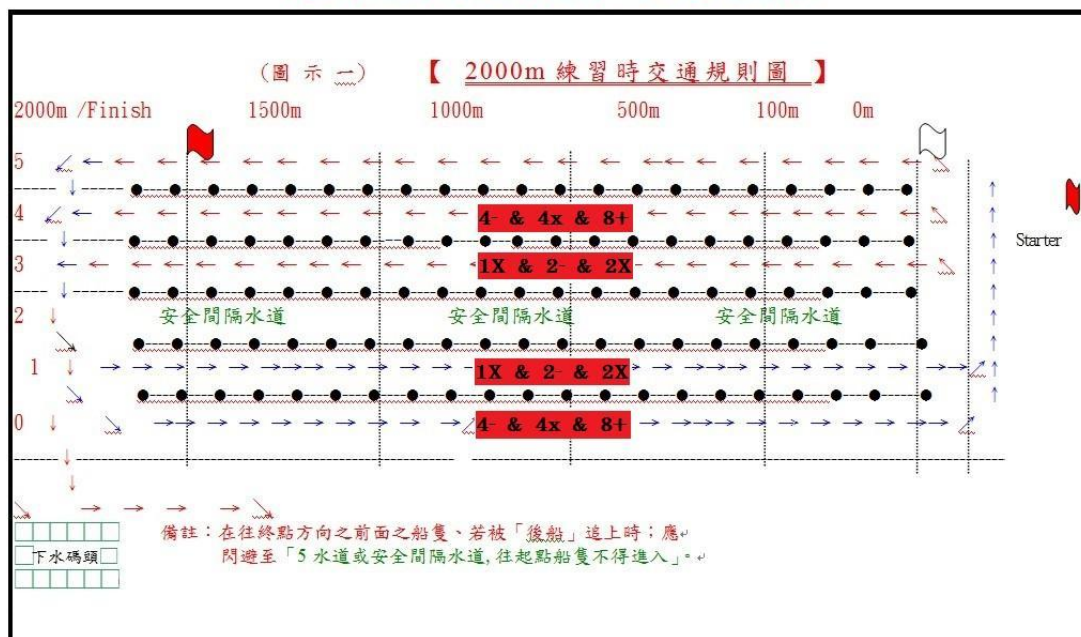 (圖 示 一) 【 2000m 練習時交通規則圖 】
2000m /Finish 1500m 1000m 500m 100m 0m
5
4 4- & 4x & 8+
Starter
3 1X & 2- & 2X
2 安全間隔水道 安全間隔水道 安全間隔水道
1 1X & 2- & 2X
0 4- & 4x & 8+
備註：在往終點方向之前面之船隻、若被「後船」追上時；應
下水碼頭
閃避至「5 水道或安全間隔水道,往起點船隻不得進入」。